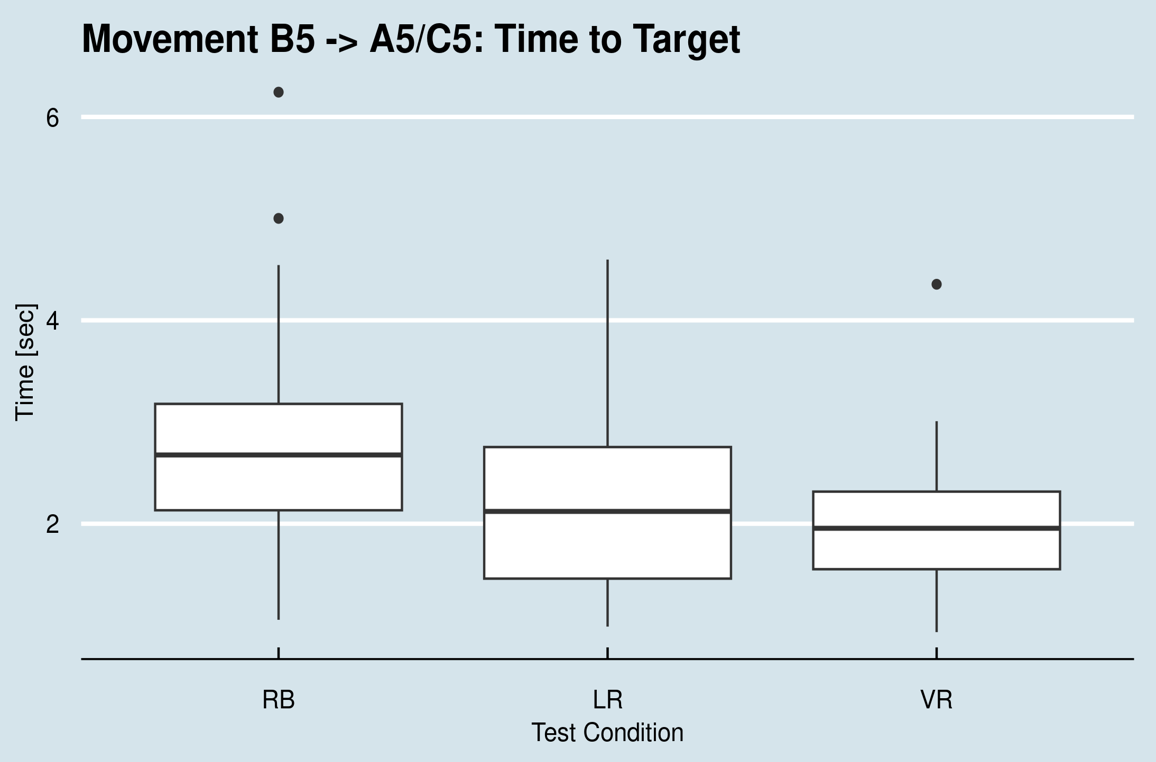 Movement B5 -> A5/C5: Time to Target
6
4
2
Time [sec]
RB
LR
VR
Test Condition